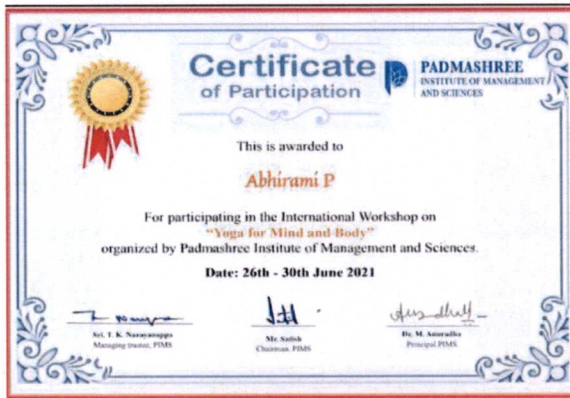 Certificate
of Participation
PADMASHREE
INSTITUTE OF MANAGEMENT
AND SCIENCES
This is awarded to
Abhirami P
For participating in the International Workshop on
"Yoga for Mind and Body"
organized by Padmashree Institute of Management and Sciences.
Date: 26th - 30th June 2021
Sri. T. K. Narayanappa
Managing trustee, PIMS
Mr. Satish
Chairman, PIMS
Dr. M. Anuradha
Principal PIMS